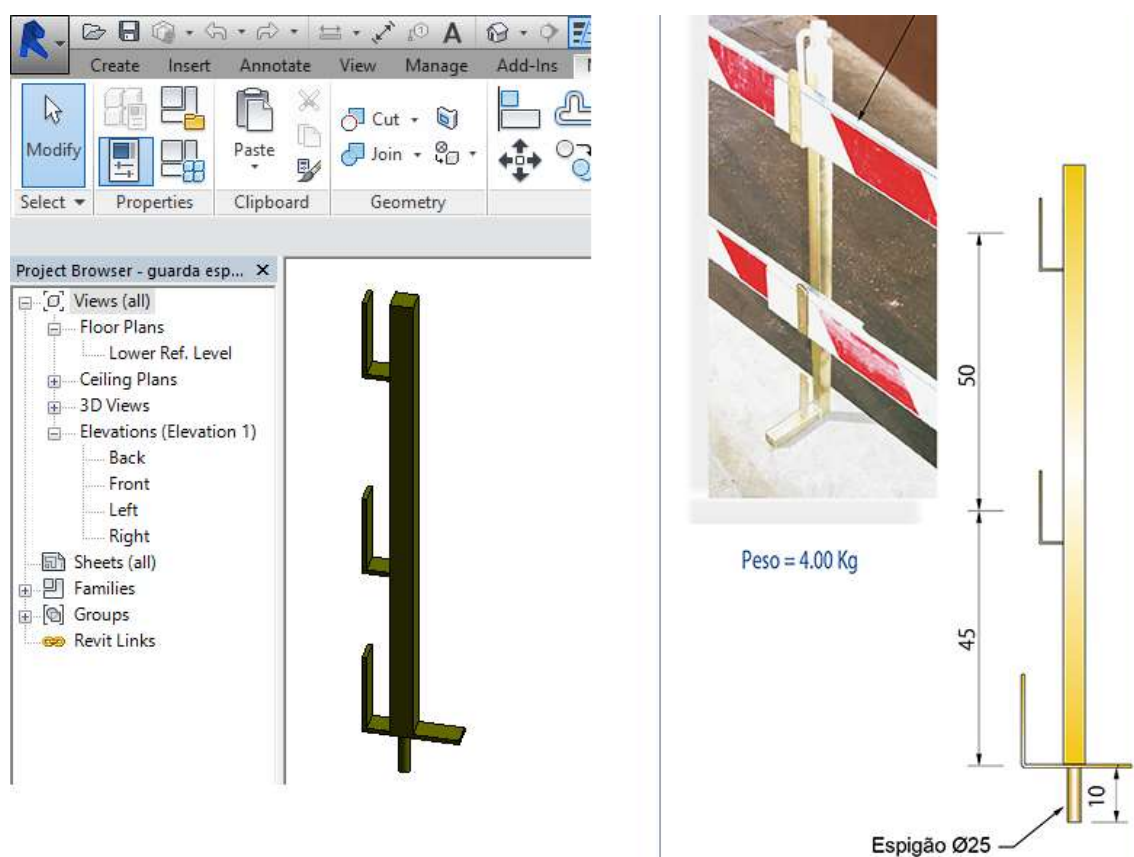 Create Insert Annotate View Manage Add-Ins
Modify
Paste
Cut
Join
Select Properties Clipboard Geometry
Project Browser - guarda esp...
Views (all)
Floor Plans
Lower Ref. Level
Ceiling Plans
3D Views
Elevations (Elevation 1)
Back
Front
Left
Right
Sheets (all)
Families
Groups
Revit Links
Peso = 4.00 Kg
50
45
10
Espigão Ø25